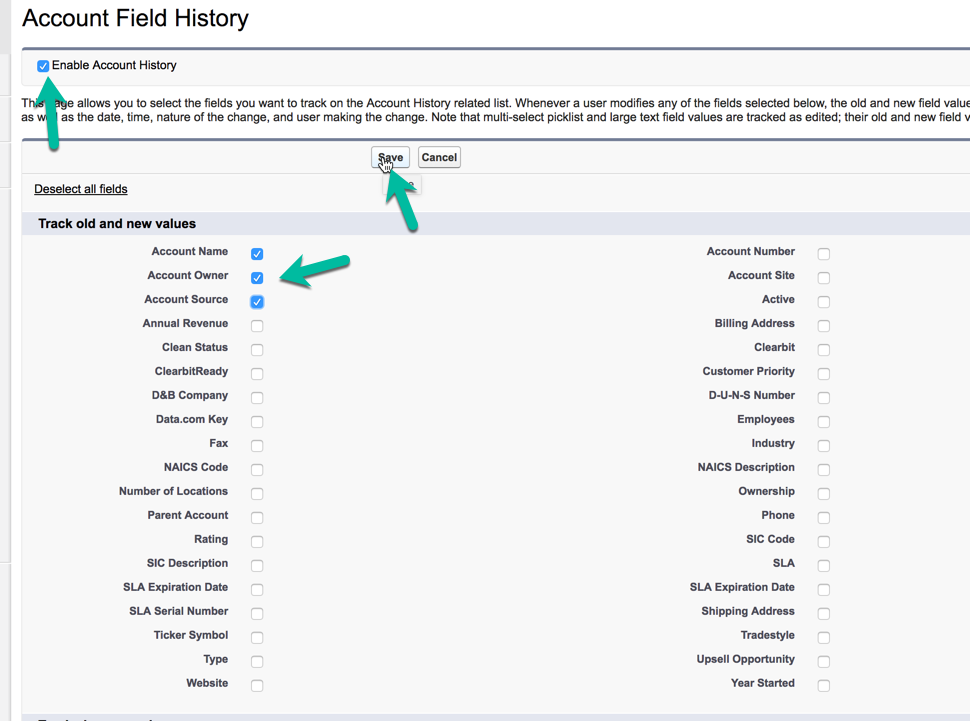 Account Field History
Enable Account History
This page allows you to select the fields you want to track on the Account History related list. Whenever a user modifies any of the fields selected below, the old and new field value
as well as the date, time, nature of the change, and user making the change. Note that multi-select picklist and large text field values are tracked as edited; their old and new field v
Save Cancel
Deselect all fields
Track old and new values
Account Name Account Number
Account Owner Account Site
Account Source Active
Annual Revenue Billing Address
Clean Status Clearbit
ClearbitReady Customer Priority
D&B Company D-U-N-S Number
Data.com Key Employees
Fax Industry
NAICS Code NAICS Description
Number of Locations Ownership
Parent Account Phone
Rating SIC Code
SIC Description SLA
SLA Expiration Date SLA Expiration Date
SLA Serial Number Shipping Address
Ticker Symbol Tradestyle
Type Upsell Opportunity
Website Year Started